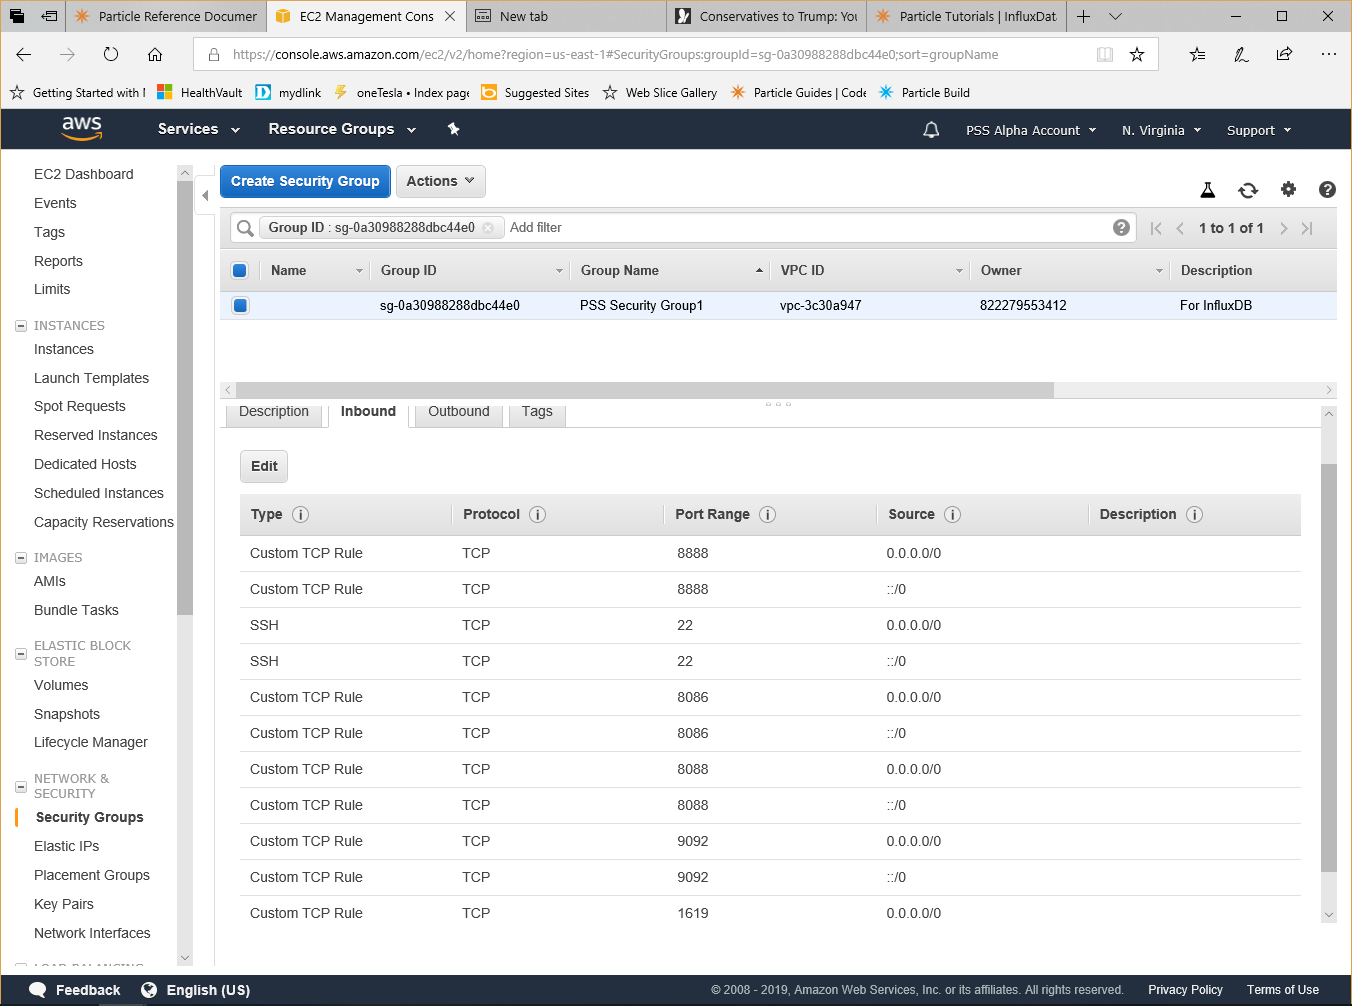 Particle Reference Documer
EC2 Management Cons
New tab
Conservatives to Trump: You
Particle Tutorials | InfluxDat
https://console.aws.amazon.com/ec2/v2/home?region=us-east-1#SecurityGroups:groupId=sg-0a30988288dbc44e0;sort=groupName
Getting Started with
HealthVault
mydlink
oneTesla • Index page
Suggested Sites
Web Slice Gallery
Particle Guides | Code
Particle Build
aws
Services
Resource Groups
PSS Alpha Account
N. Virginia
Support
EC2 Dashboard
Events
Tags
Reports
Limits
INSTANCES
Instances
Launch Templates
Spot Requests
Reserved Instances
Dedicated Hosts
Scheduled Instances
Capacity Reservations
IMAGES
AMIs
Bundle Tasks
ELASTIC BLOCK
STORE
Volumes
Snapshots
Lifecycle Manager
NETWORK &
SECURITY
Security Groups
Elastic IPs
Placement Groups
Key Pairs
Network Interfaces
LOAD BALANCING
Create Security Group
Actions
Group ID : sg-0a30988288dbc44e0
Add filter
1 to 1 of 1
Name Group ID Group Name VPC ID Owner Description
sg-0a30988288dbc44e0 PSS Security Group1 vpc-3c30a947 822279553412 For InfluxDB
Description Inbound Outbound Tags
Edit
Type Protocol Port Range Source Description
Custom TCP Rule TCP 8888 0.0.0.0/0
Custom TCP Rule TCP 8888 ::/0
SSH TCP 22 0.0.0.0/0
SSH TCP 22 ::/0
Custom TCP Rule TCP 8086 0.0.0.0/0
Custom TCP Rule TCP 8086 ::/0
Custom TCP Rule TCP 8088 0.0.0.0/0
Custom TCP Rule TCP 8088 ::/0
Custom TCP Rule TCP 9092 0.0.0.0/0
Custom TCP Rule TCP 9092 ::/0
Custom TCP Rule TCP 1619 0.0.0.0/0
Feedback
English (US)
© 2008 - 2019, Amazon Web Services, Inc. or its affiliates. All rights reserved.
Privacy Policy
Terms of Use